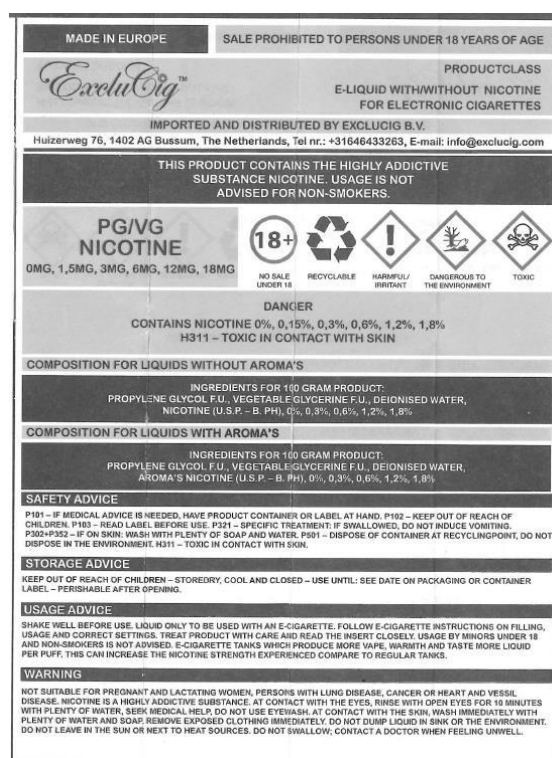 MADE IN EUROPE
SALE PROHIBITED TO PERSONS UNDER 18 YEARS OF AGE
ExcluCig™
PRODUCTCLASS
E-LIQUID WITH/WITHOUT NICOTINE
FOR ELECTRONIC CIGARETTES
IMPORTED AND DISTRIBUTED BY EXCLUCIG B.V.
Huizerweg 76, 1402 AG Bussum, The Netherlands, Tel nr.: +31646433263, E-mail: info@exclucig.com
THIS PRODUCT CONTAINS THE HIGHLY ADDICTIVE
SUBSTANCE NICOTINE. USAGE IS NOT
ADVISED FOR NON-SMOKERS.
PG/VG
NICOTINE
0MG, 1,5MG, 3MG, 6MG, 12MG, 18MG
18+
NO SALE
UNDER 18
RECYCLABLE
HARMFUL/
IRRITANT
DANGEROUS TO
THE ENVIRONMENT
TOXIC
DANGER
CONTAINS NICOTINE 0%, 0,15%, 0,3%, 0,6%, 1,2%, 1,8%
H311 – TOXIC IN CONTACT WITH SKIN
COMPOSITION FOR LIQUIDS WITHOUT AROMA'S
INGREDIENTS FOR 100 GRAM PRODUCT:
PROPYLENE GLYCOL F.U., VEGETABLE GLYCERINE F.U., DEIONISED WATER,
NICOTINE (U.S.P. – B. PH), 0%, 0,3%, 0,6%, 1,2%, 1,8%
COMPOSITION FOR LIQUIDS WITH AROMA'S
INGREDIENTS FOR 100 GRAM PRODUCT:
PROPYLENE GLYCOL F.U., VEGETABLE GLYCERINE F.U., DEIONISED WATER,
AROMA'S NICOTINE (U.S.P. – B. PH), 0%, 0,3%, 0,6%, 1,2%, 1,8%
SAFETY ADVICE
P101 – IF MEDICAL ADVICE IS NEEDED, HAVE PRODUCT CONTAINER OR LABEL AT HAND. P102 – KEEP OUT OF REACH OF
CHILDREN. P103 – READ LABEL BEFORE USE. P321 – SPECIFIC TREATMENT: IF SWALLOWED, DO NOT INDUCE VOMITING.
P302+P352 – IF ON SKIN: WASH WITH PLENTY OF SOAP AND WATER. P501 – DISPOSE OF CONTAINER AT RECYCLINGPOINT, DO NOT
DISPOSE IN THE ENVIRONMENT. H311 – TOXIC IN CONTACT WITH SKIN.
STORAGE ADVICE
KEEP OUT OF REACH OF CHILDREN – STOREDRY, COOL AND CLOSED – USE UNTIL: SEE DATE ON PACKAGING OR CONTAINER
LABEL – PERISHABLE AFTER OPENING.
USAGE ADVICE
SHAKE WELL BEFORE USE. LIQUID ONLY TO BE USED WITH AN E-CIGARETTE. FOLLOW E-CIGARETTE INSTRUCTIONS ON FILLING,
USAGE AND CORRECT SETTINGS. TREAT PRODUCT WITH CARE AND READ THE INSERT CLOSELY. USAGE BY MINORS UNDER 18
AND NON-SMOKERS IS NOT ADVISED. E-CIGARETTE TANKS WHICH PRODUCE MORE VAPE, WARMTH AND TASTE MORE LIQUID
PER PUFF, THIS CAN INCREASE THE NICOTINE STRENGTH EXPERIENCED COMPARE TO REGULAR TANKS.
WARNING
NOT SUITABLE FOR PREGNANT AND LACTATING WOMEN, PERSONS WITH LUNG DISEASE, CANCER OR HEART AND VESSIL
DISEASE. NICOTINE IS A HIGHLY ADDICTIVE SUBSTANCE. AT CONTACT WITH THE EYES, RINSE WITH OPEN EYES FOR 10 MINUTES
WITH PLENTY OF WATER, SEEK MEDICAL HELP, DO NOT USE EYEWASH. AT CONTACT WITH THE SKIN, WASH IMMEDIATELY WITH
PLENTY OF WATER AND SOAP, REMOVE EXPOSED CLOTHING IMMEDIATELY. DO NOT DUMP LIQUID IN SINK OR THE ENVIRONMENT.
DO NOT LEAVE IN THE SUN OR NEXT TO HEAT SOURCES. DO NOT SWALLOW; CONTACT A DOCTOR WHEN FEELING UNWELL.